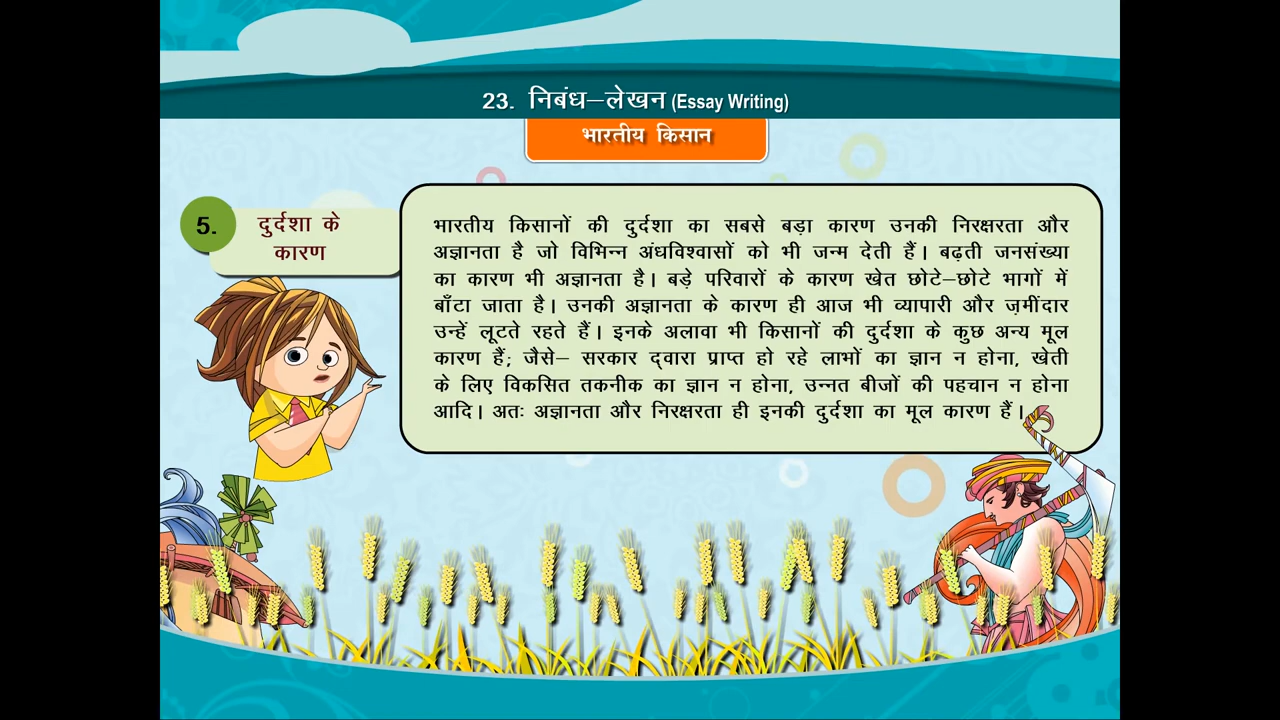 23. निबंध–लेखन (Essay Writing)
भारतीय किसान
5. दुर्दशा के
कारण
भारतीय किसानों की दुर्दशा का सबसे बड़ा कारण उनकी निरक्षरता और
अज्ञानता है जो विभिन्न अंधविश्वासों को भी जन्म देती हैं। बढ़ती जनसंख्या
का कारण भी अज्ञानता है। बड़े परिवारों के कारण खेत छोटे–छोटे भागों में
बाँटा जाता है। उनकी अज्ञानता के कारण ही आज भी व्यापारी और ज़मींदार
उन्हें लूटते रहते हैं। इनके अलावा भी किसानों की दुर्दशा के कुछ अन्य मूल
कारण हैं; जैसे– सरकार द्वारा प्राप्त हो रहे लाभों का ज्ञान न होना, खेती
के लिए विकसित तकनीक का ज्ञान न होना, उन्नत बीजों की पहचान न होना
आदि। अतः अज्ञानता और निरक्षरता ही इनकी दुर्दशा का मूल कारण हैं।